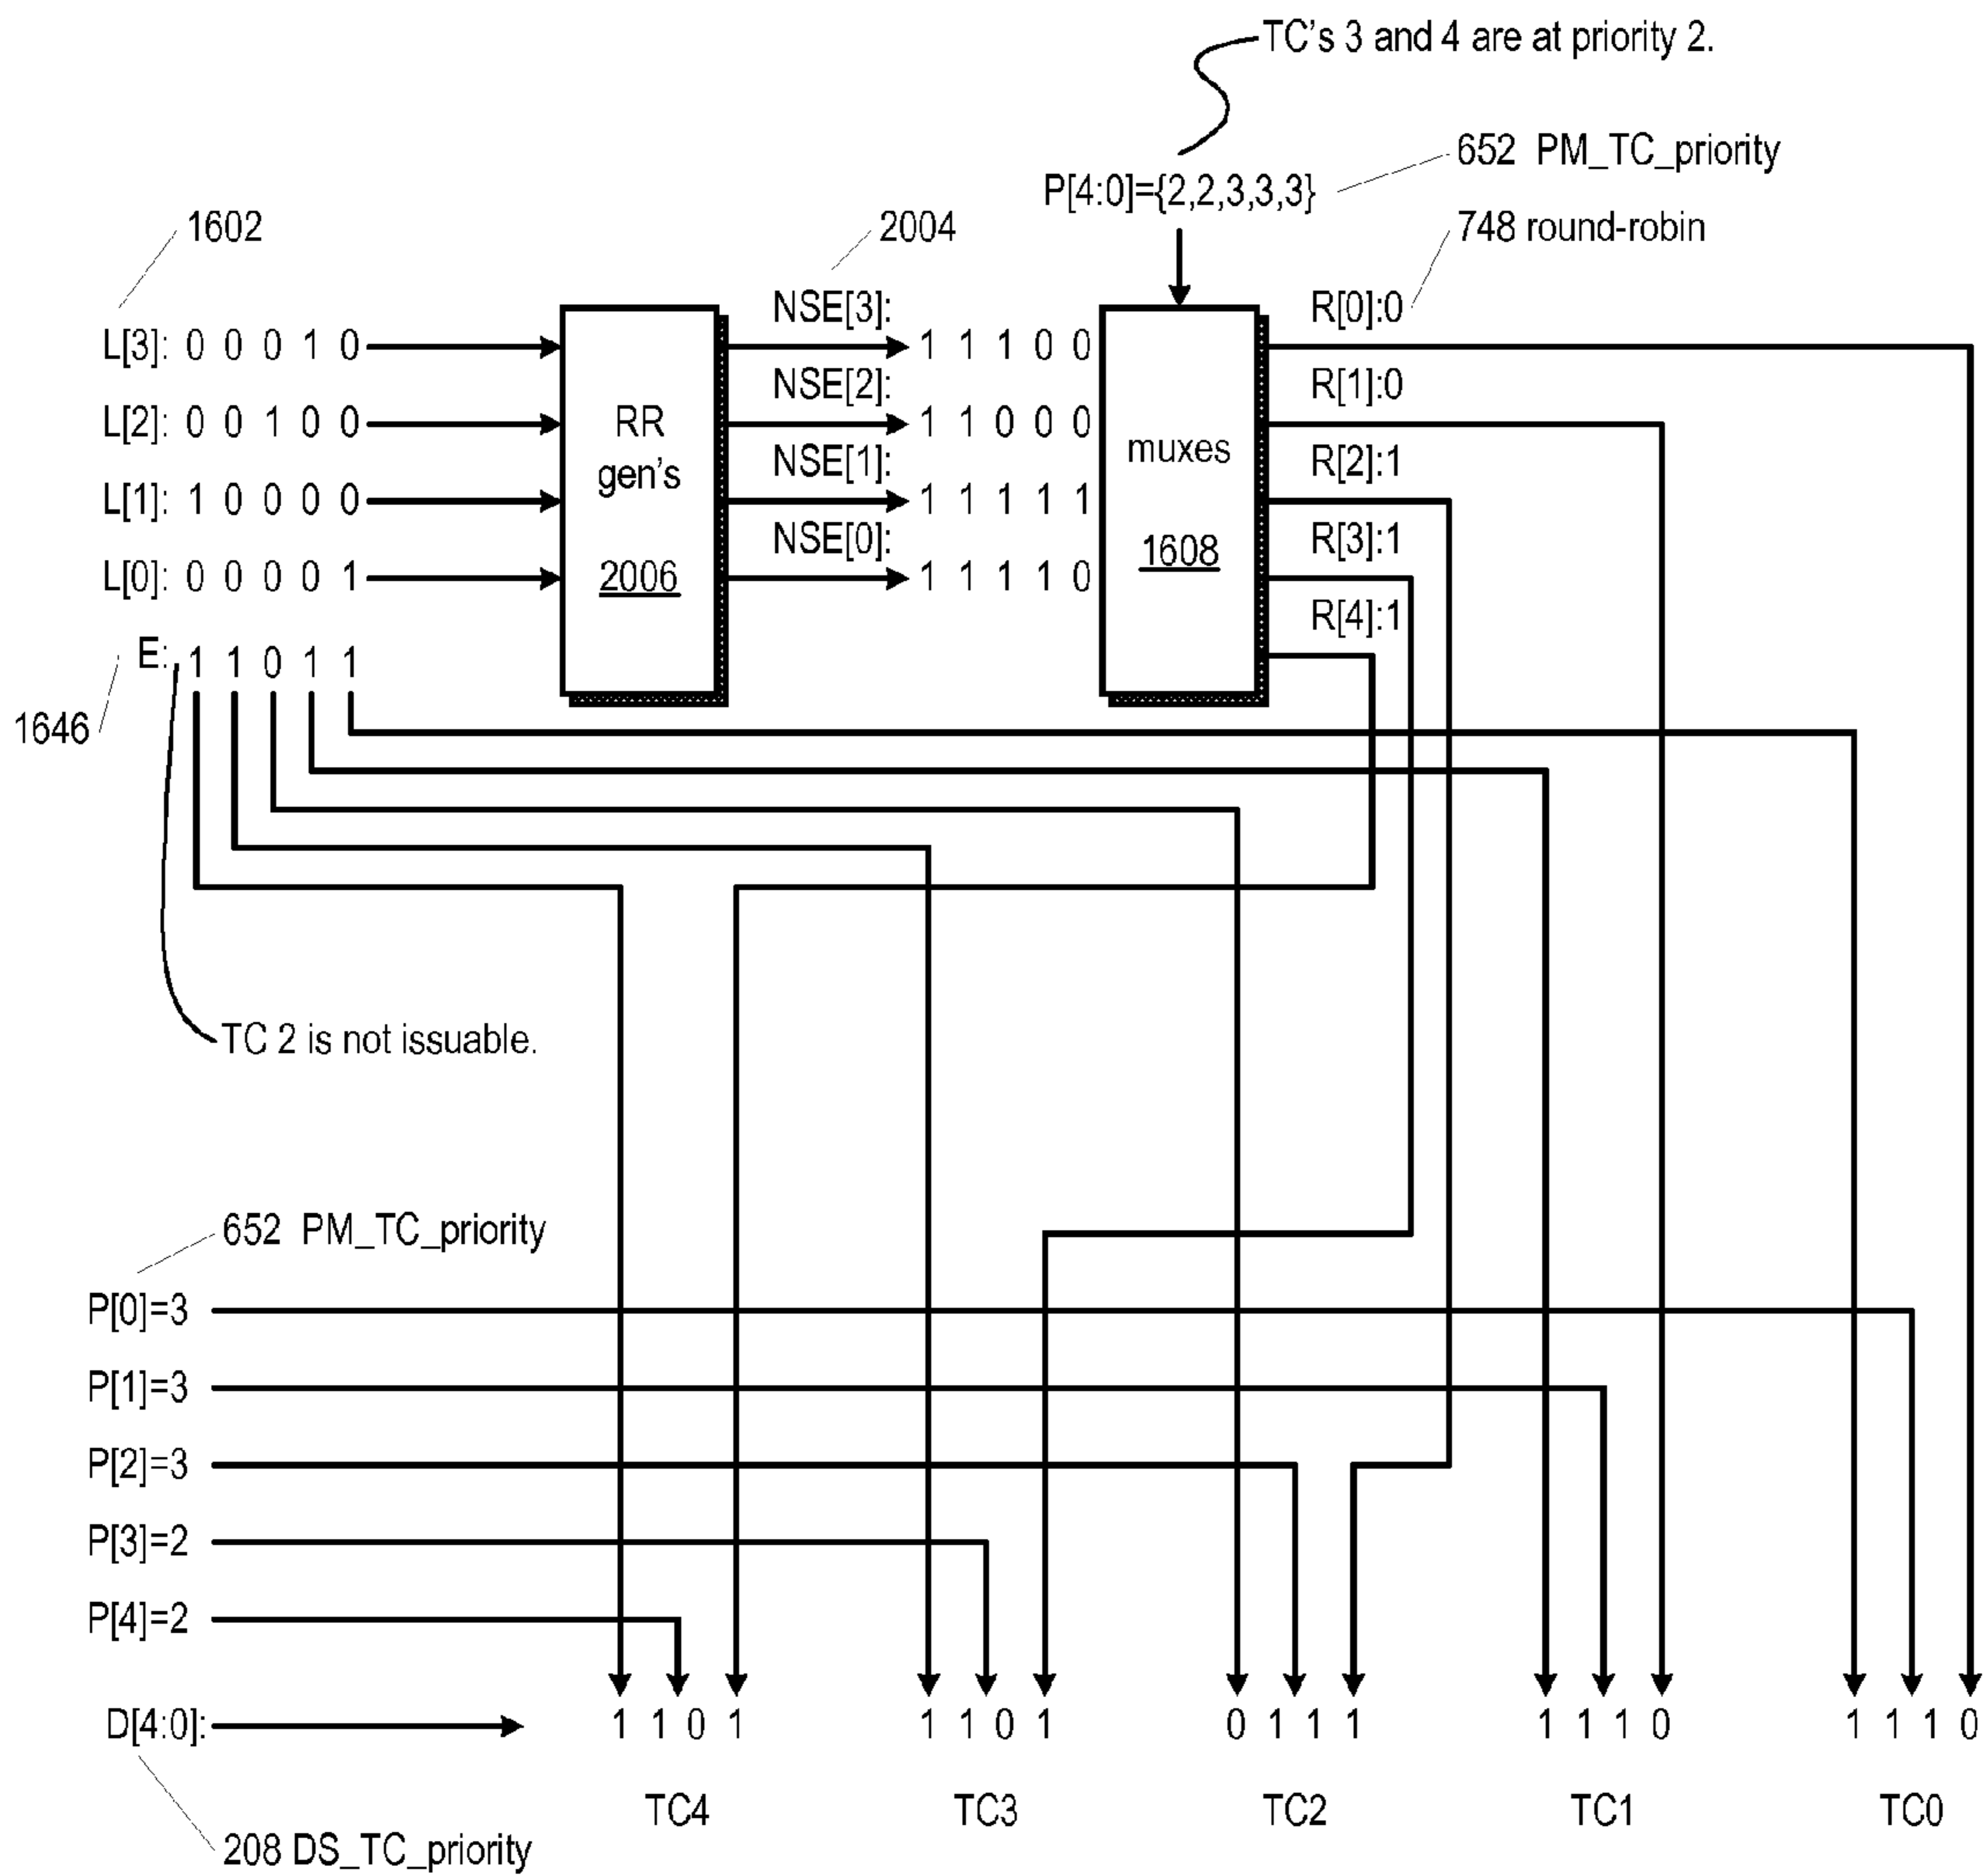 TC's 3 and 4 are at priority 2.
652 PM_TC_priority
P[4:0]={2,2,3,3,3}
1602
2004
748 round-robin
NSE[3]:
R[0]:0
L[3]: 0 0 0 1 0
1 1 1 0 0
NSE[2]:
R[1]:0
L[2]: 0 0 1 0 0
RR
gen's
2006
1 1 0 0 0
muxes
1608
NSE[1]:
R[2]:1
L[1]: 1 0 0 0 0
1 1 1 1 1
NSE[0]:
R[3]:1
L[0]: 0 0 0 0 1
1 1 1 1 0
R[4]:1
E: 1 1 0 1 1
1646
TC 2 is not issuable.
652 PM_TC_priority
P[0]=3
P[1]=3
P[2]=3
P[3]=2
P[4]=2
D[4:0]: 1 1 0 1 1 1 0 1 0 1 1 1 1 1 1 0 1 1 1 0
TC4 TC3 TC2 TC1 TC0
208 DS_TC_priority